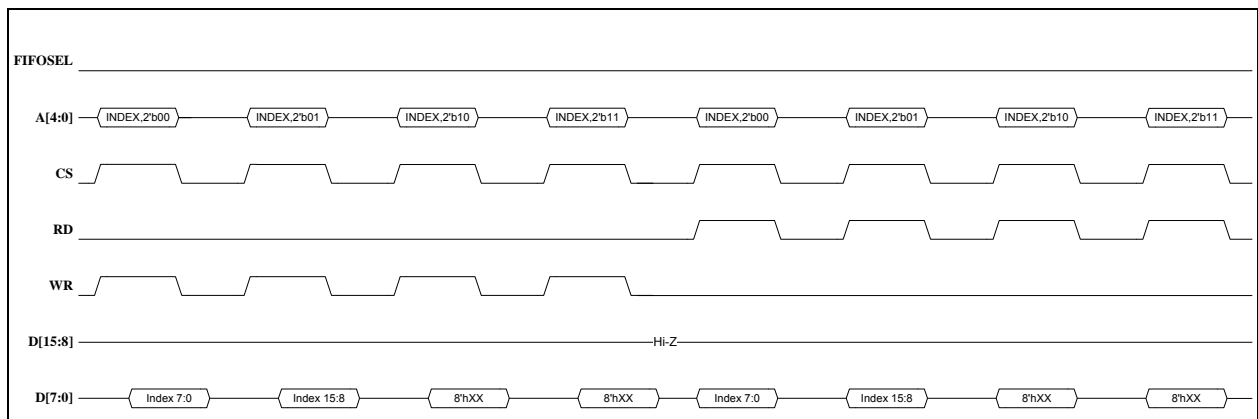 FIFOSEL
A[4:0] INDEX,2'b00 INDEX,2'b01 INDEX,2'b10 INDEX,2'b11 INDEX,2'b00 INDEX,2'b01 INDEX,2'b10 INDEX,2'b11
CS
RD
WR
D[15:8] Hi-Z
D[7:0] Index 7:0 Index 15:8 8'hXX 8'hXX Index 7:0 Index 15:8 8'hXX 8'hXX